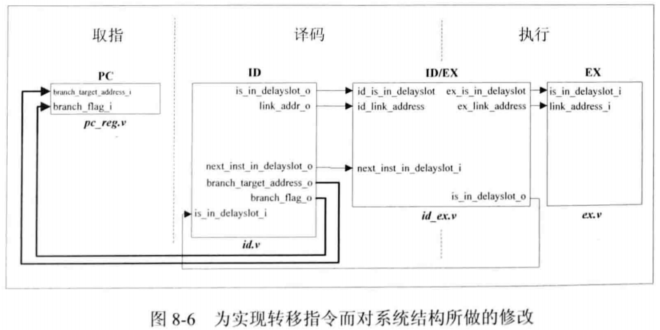 取指 译码 执行
PC ID ID/EX EX
branch_target_address_i
branch_flag_i
pc_reg.v
is_in_delayslot_o
link_addr_o
next_inst_in_delayslot_o
branch_target_address_o
branch_flag_o
is_in_delayslot_i
id.v
id_is_in_delayslot ex_is_in_delayslot
id_link_address ex_link_address
next_inst_in_delayslot_i
is_in_delayslot_o
id_ex.v
is_in_delayslot_i
link_address_i
ex.v
图 8-6 为实现转移指令而对系统结构所做的修改